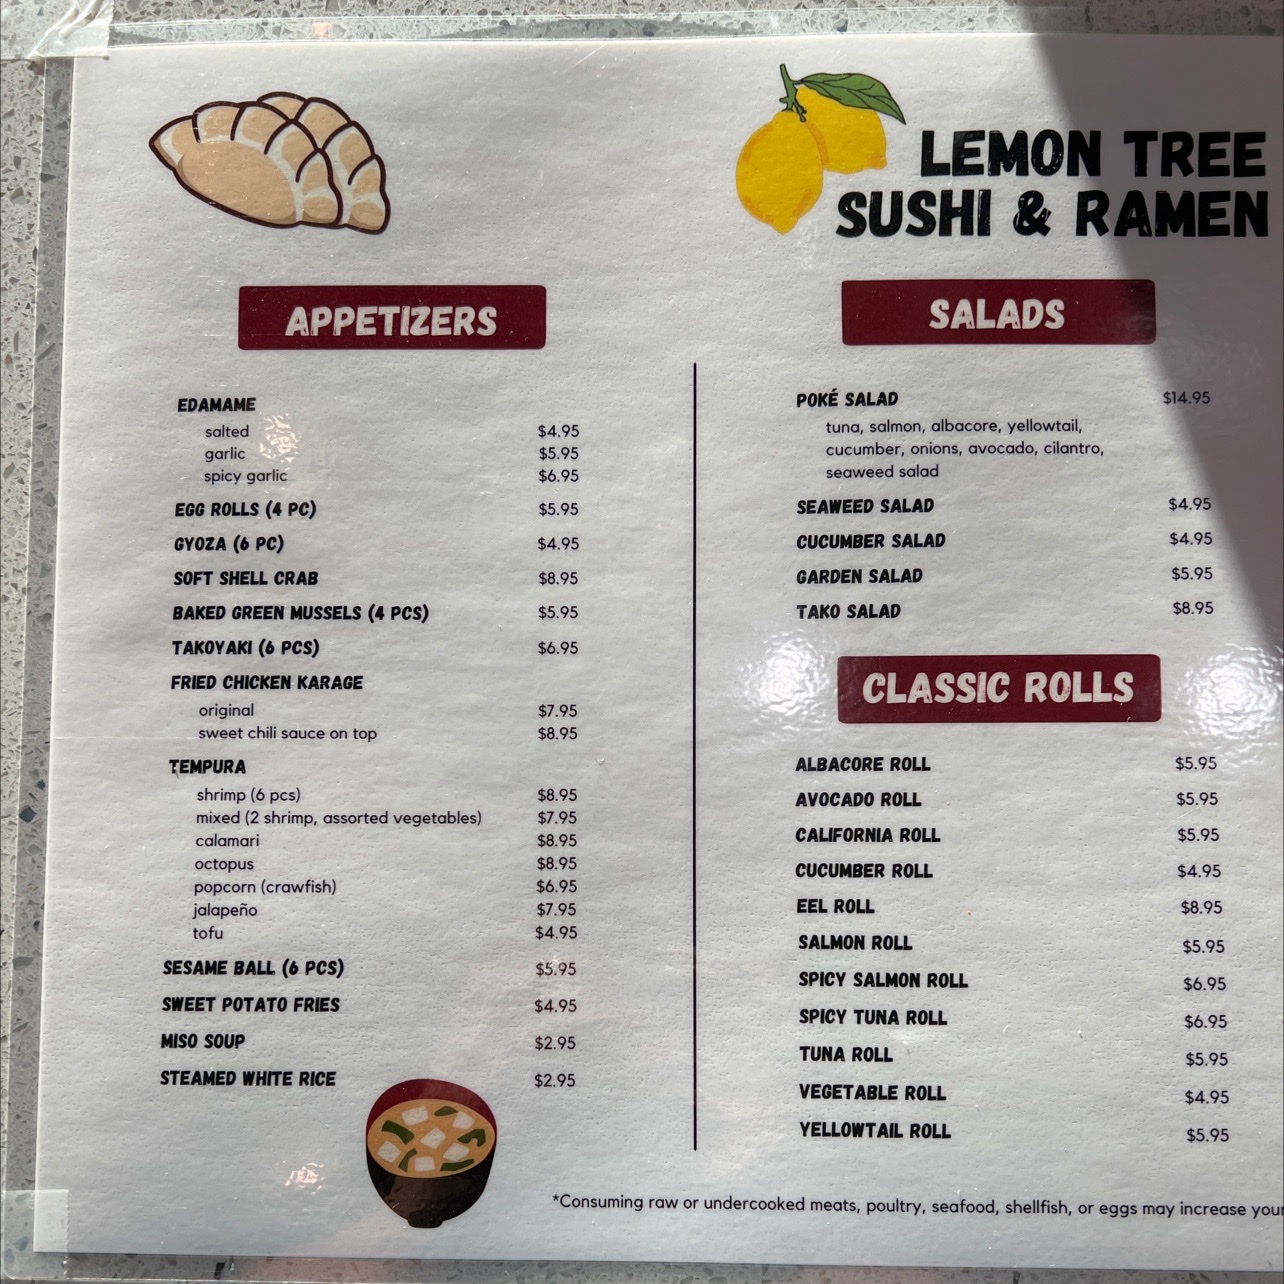 LEMON TREE
SUSHI & RAMEN
APPETIZERS
EDAMAME
salted $4.95
garlic $5.95
spicy garlic $6.95
EGG ROLLS (4 PC) $5.95
GYOZA (6 PC) $4.95
SOFT SHELL CRAB $8.95
BAKED GREEN MUSSELS (4 PCS) $5.95
TAKOYAKI (6 PCS) $6.95
FRIED CHICKEN KARAGE
original $7.95
sweet chili sauce on top $8.95
TEMPURA
shrimp (6 pcs) $8.95
mixed (2 shrimp, assorted vegetables) $7.95
calamari $8.95
octopus $8.95
popcorn (crawfish) $6.95
jalapeño $7.95
tofu $4.95
SESAME BALL (6 PCS) $5.95
SWEET POTATO FRIES $4.95
MISO SOUP $2.95
STEAMED WHITE RICE $2.95
SALADS
POKÉ SALAD $14.95
tuna, salmon, albacore, yellowtail,
cucumber, onions, avocado, cilantro,
seaweed salad
SEAWEED SALAD $4.95
CUCUMBER SALAD $4.95
GARDEN SALAD $5.95
TAKO SALAD $8.95
CLASSIC ROLLS
ALBACORE ROLL $5.95
AVOCADO ROLL $5.95
CALIFORNIA ROLL $5.95
CUCUMBER ROLL $4.95
EEL ROLL $8.95
SALMON ROLL $5.95
SPICY SALMON ROLL $6.95
SPICY TUNA ROLL $6.95
TUNA ROLL $5.95
VEGETABLE ROLL $4.95
YELLOWTAIL ROLL $5.95
*Consuming raw or undercooked meats, poultry, seafood, shellfish, or eggs may increase your